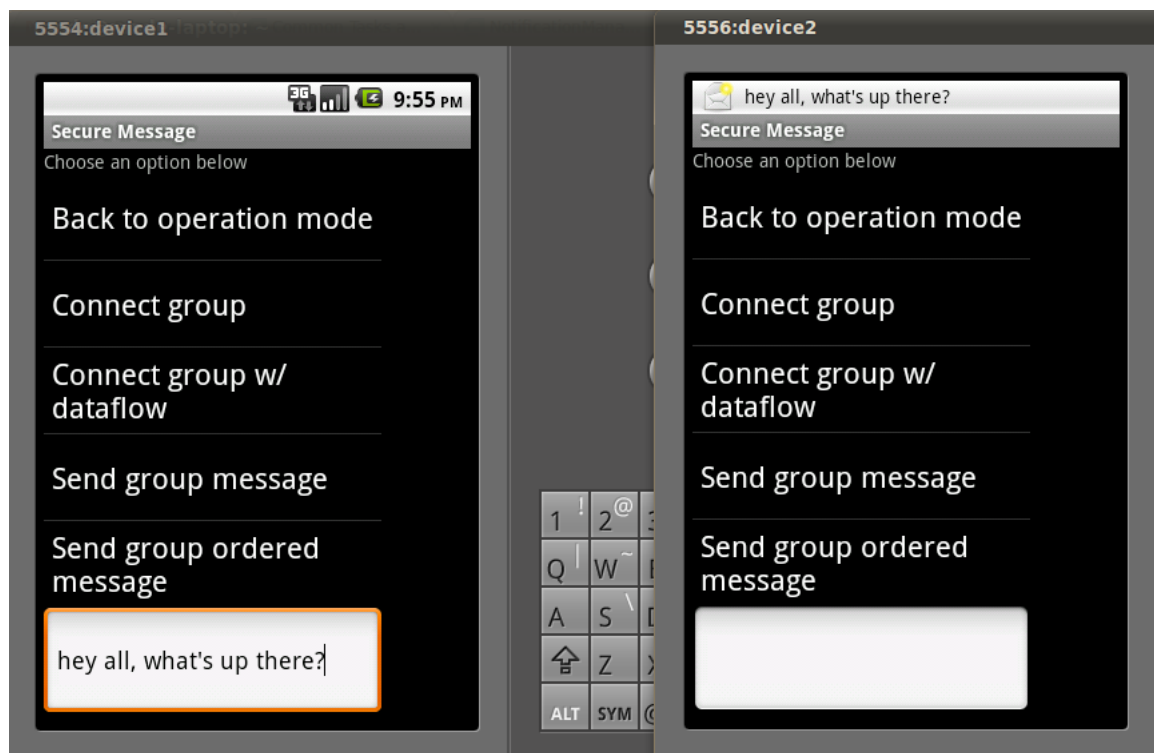 5554:device1
3G 9:55 PM
Secure Message
Choose an option below
Back to operation mode
Connect group
Connect group w/
dataflow
Send group message
Send group ordered
message
hey all, what's up there?
1 ! 2 @
Q | W ~
A S \
Z
ALT SYM @
5556:device2
hey all, what's up there?
Secure Message
Choose an option below
Back to operation mode
Connect group
Connect group w/
dataflow
Send group message
Send group ordered
message